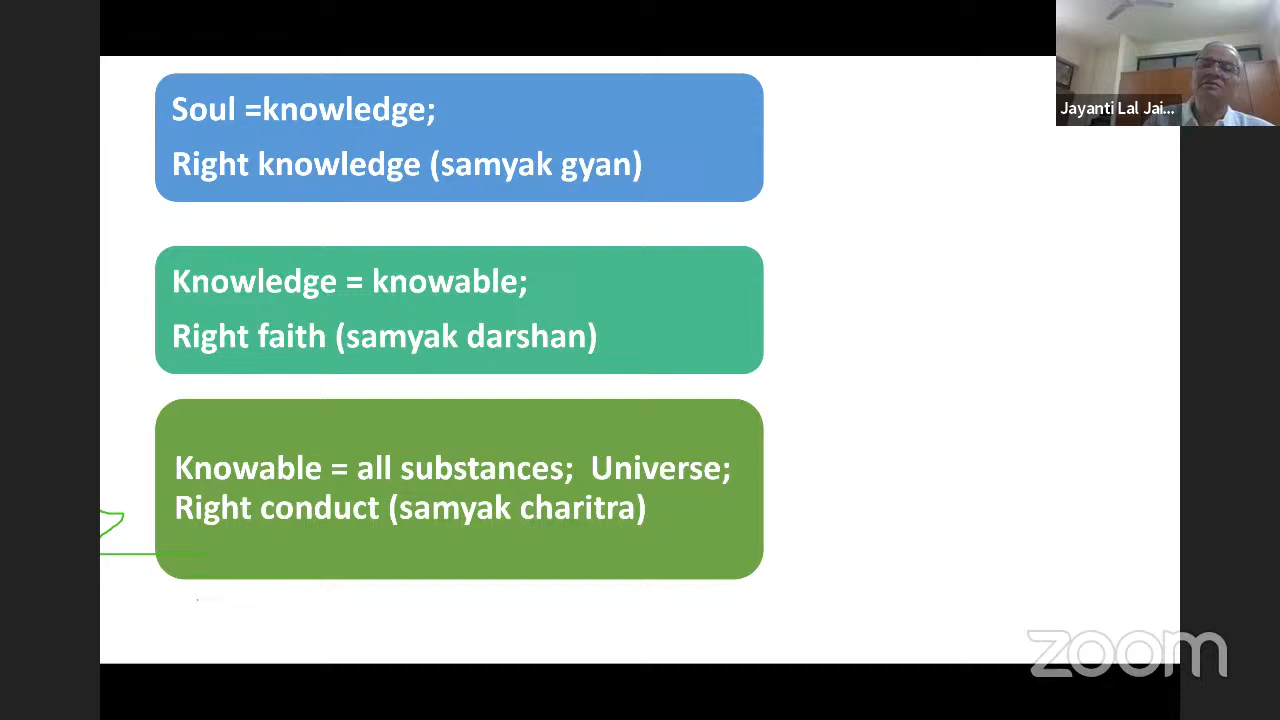 Soul =knowledge;
Right knowledge (samyak gyan)
Knowledge = knowable;
Right faith (samyak darshan)
Knowable = all substances; Universe;
Right conduct (samyak charitra)
Jayanti Lal Jai...
zoom